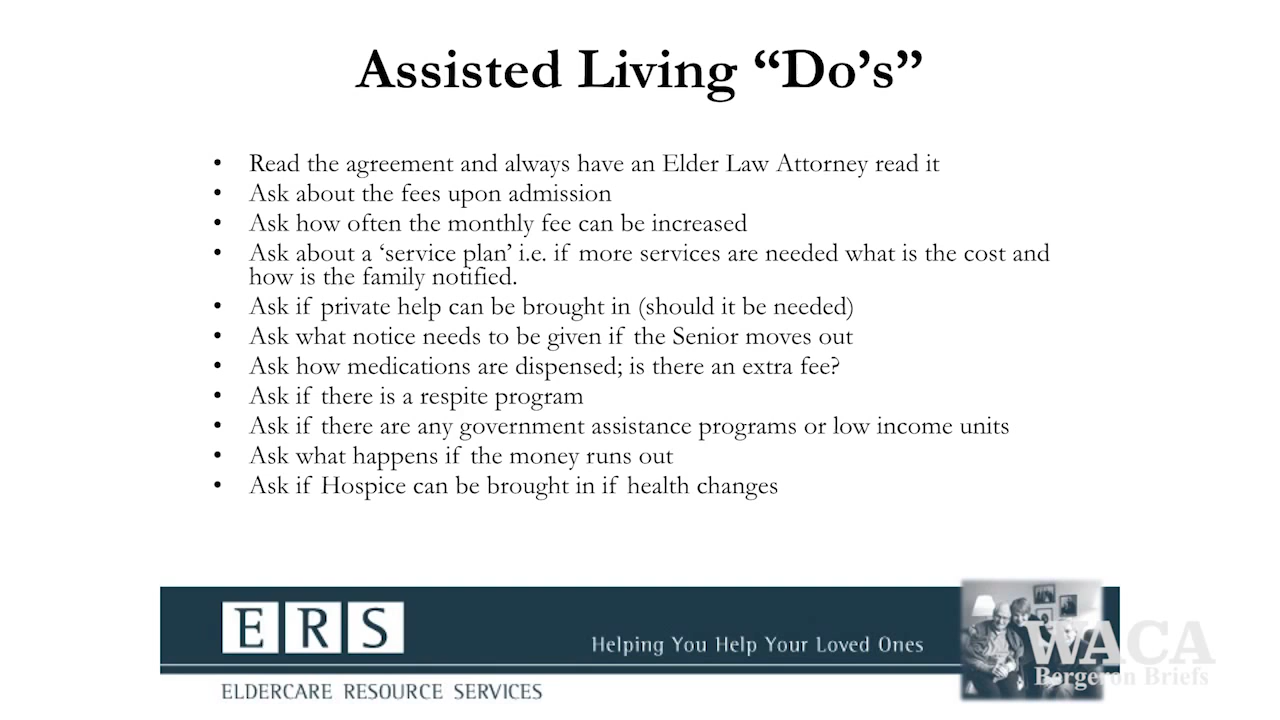 Assisted Living “Do’s”
• Read the agreement and always have an Elder Law Attorney read it
• Ask about the fees upon admission
• Ask how often the monthly fee can be increased
• Ask about a ‘service plan’ i.e. if more services are needed what is the cost and
how is the family notified.
• Ask if private help can be brought in (should it be needed)
• Ask what notice needs to be given if the Senior moves out
• Ask how medications are dispensed; is there an extra fee?
• Ask if there is a respite program
• Ask if there are any government assistance programs or low income units
• Ask what happens if the money runs out
• Ask if Hospice can be brought in if health changes
ERS
Helping You Help Your Loved Ones
ELDERCARE RESOURCE SERVICES
WACA
Bergeron Briefs